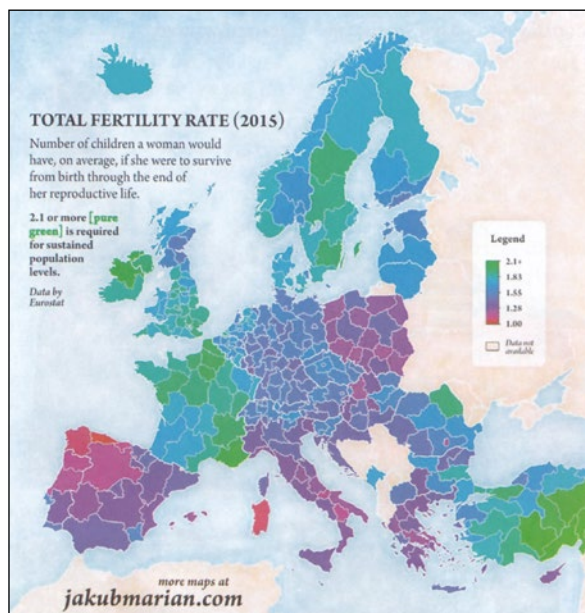 TOTAL FERTILITY RATE (2015)
Number of children a woman would
have, on average, if she were to survive
from birth through the end of
her reproductive life.
2.1 or more [pure
green] is required
for sustained
population
levels.
Data by
Eurostat
Legend
2.1+
1.83
1.55
1.28
1.00
Data not
available
more maps at
jakubmarian.com